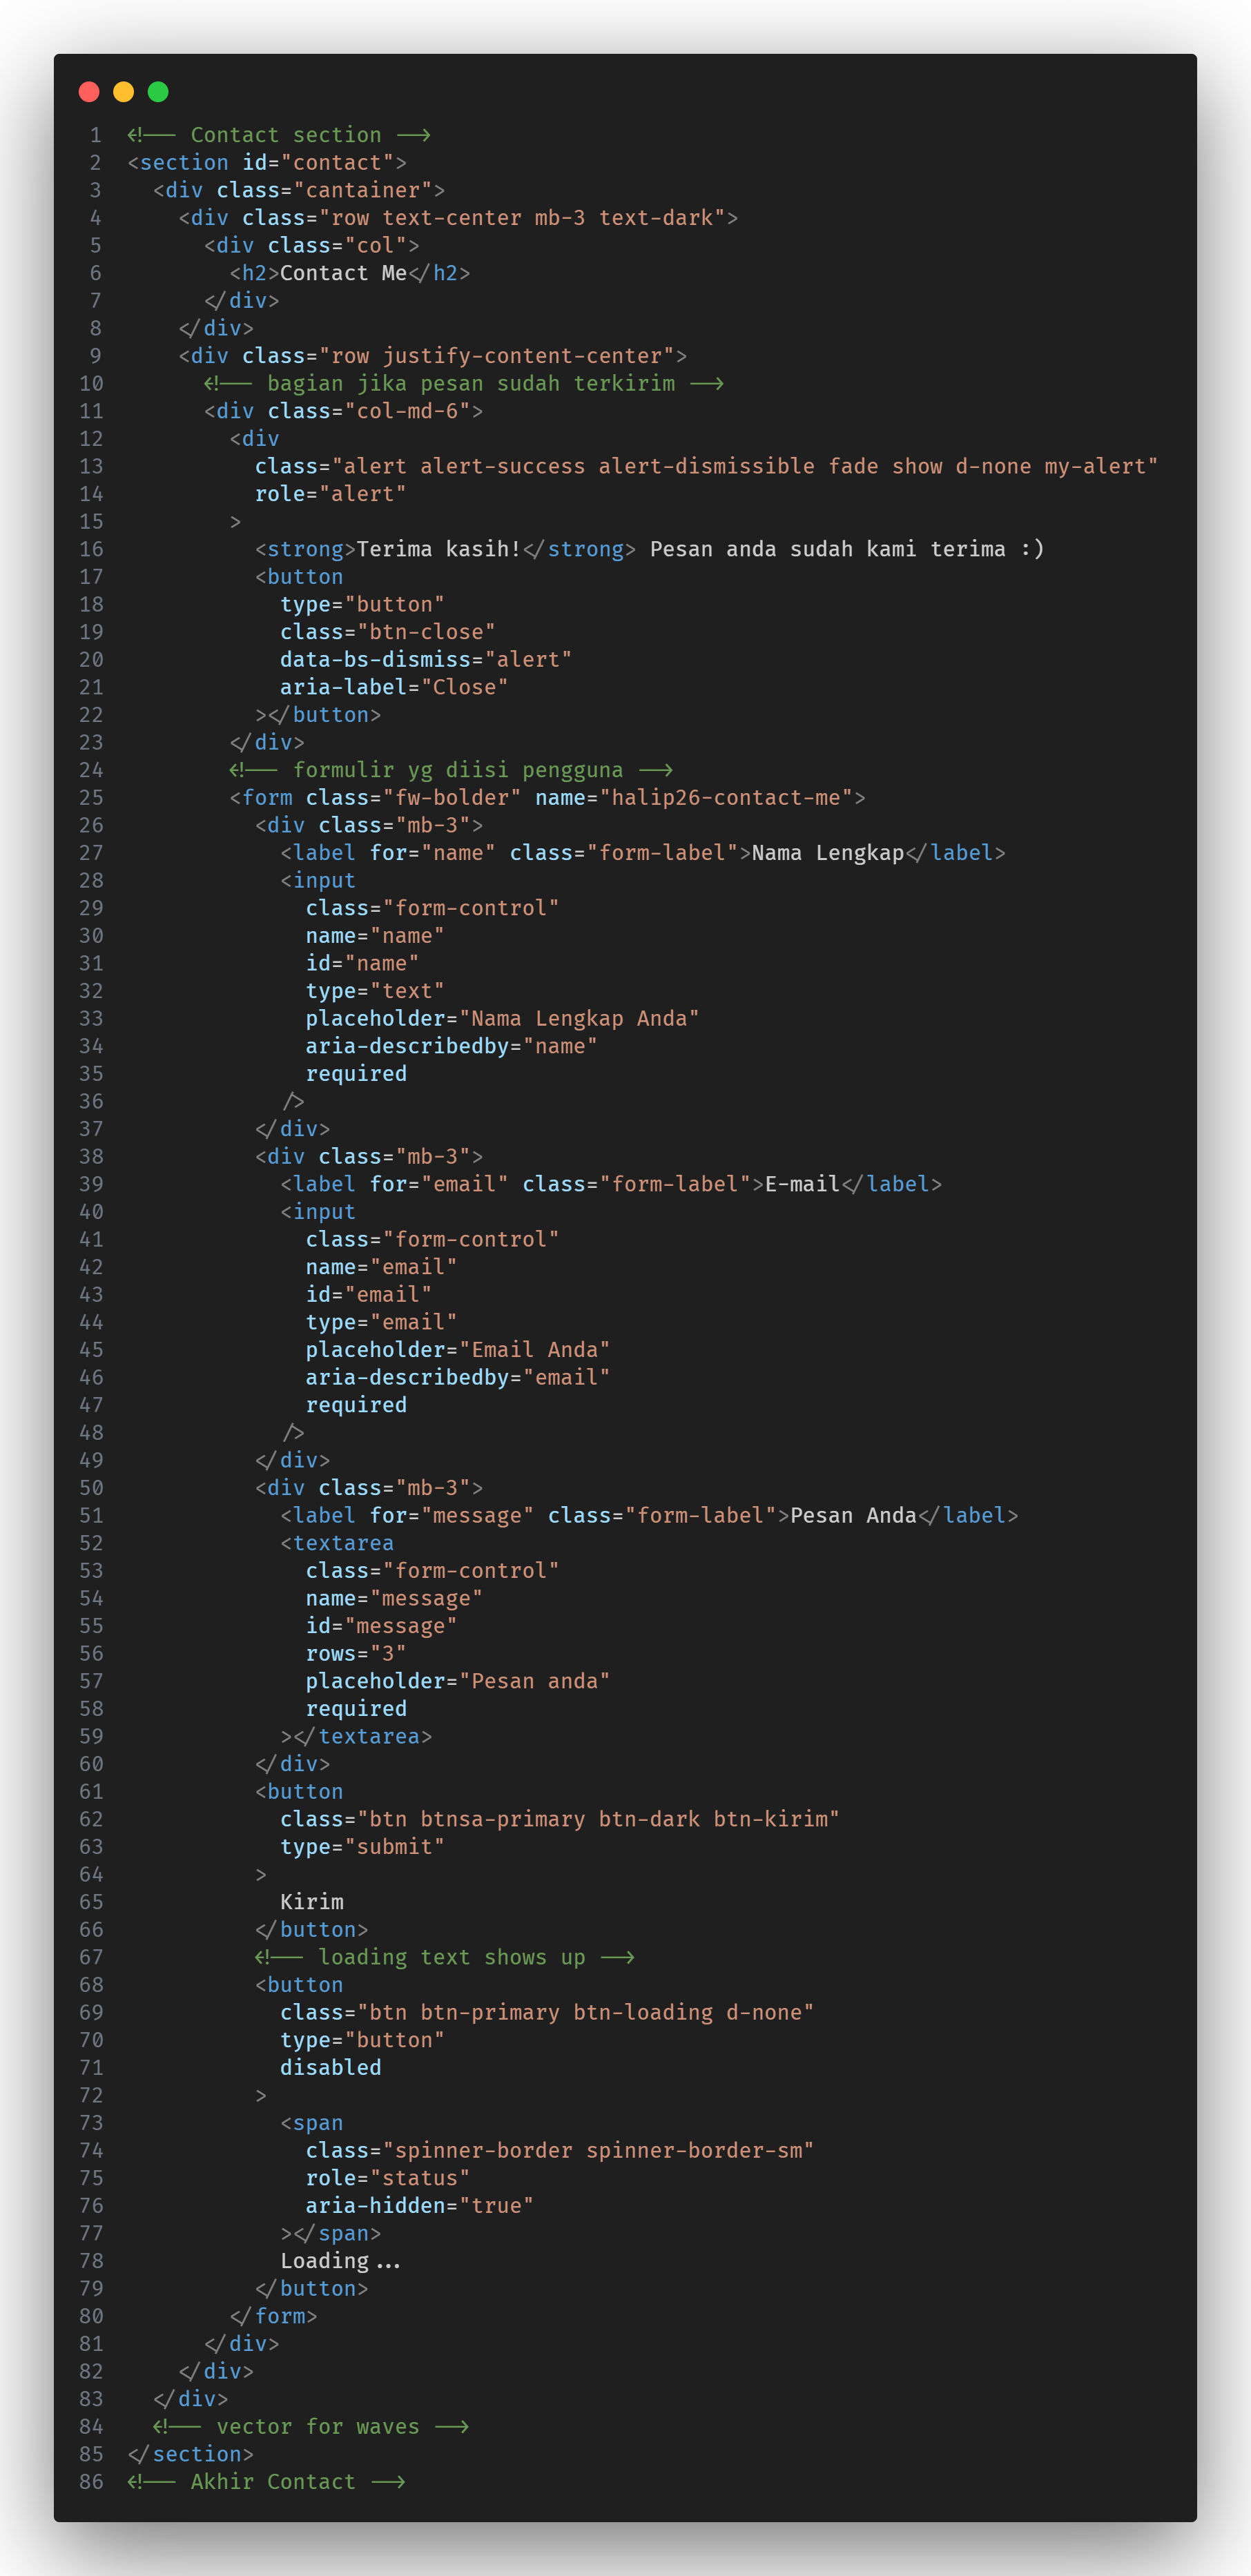 1 <!-- Contact section -->
2 <section id="contact">
3   <div class="cantainer">
4     <div class="row text-center mb-3 text-dark">
5       <div class="col">
6         <h2>Contact Me</h2>
7       </div>
8     </div>
9     <div class="row justify-content-center">
10       <!-- bagian jika pesan sudah terkirim -->
11       <div class="col-md-6">
12         <div
13           class="alert alert-success alert-dismissible fade show d-none my-alert"
14           role="alert"
15         >
16           <strong>Terima kasih!</strong> Pesan anda sudah kami terima :)
17           <button
18             type="button"
19             class="btn-close"
20             data-bs-dismiss="alert"
21             aria-label="Close"
22           ></button>
23         </div>
24         <!-- formulir yg diisi pengguna -->
25         <form class="fw-bolder" name="halip26-contact-me">
26           <div class="mb-3">
27             <label for="name" class="form-label">Nama Lengkap</label>
28             <input
29               class="form-control"
30               name="name"
31               id="name"
32               type="text"
33               placeholder="Nama Lengkap Anda"
34               aria-describedby="name"
35               required
36             />
37           </div>
38           <div class="mb-3">
39             <label for="email" class="form-label">E-mail</label>
40             <input
41               class="form-control"
42               name="email"
43               id="email"
44               type="email"
45               placeholder="Email Anda"
46               aria-describedby="email"
47               required
48             />
49           </div>
50           <div class="mb-3">
51             <label for="message" class="form-label">Pesan Anda</label>
52             <textarea
53               class="form-control"
54               name="message"
55               id="message"
56               rows="3"
57               placeholder="Pesan anda"
58               required
59             ></textarea>
60           </div>
61           <button
62             class="btn btnsa-primary btn-dark btn-kirim"
63             type="submit"
64           >
65             Kirim
66           </button>
67           <!-- loading text shows up -->
68           <button
69             class="btn btn-primary btn-loading d-none"
70             type="button"
71             disabled
72           >
73             <span
74               class="spinner-border spinner-border-sm"
75               role="status"
76               aria-hidden="true"
77             ></span>
78             Loading...
79           </button>
80         </form>
81       </div>
82     </div>
83   </div>
84   <!-- vector for waves -->
85 </section>
86 <!-- Akhir Contact -->